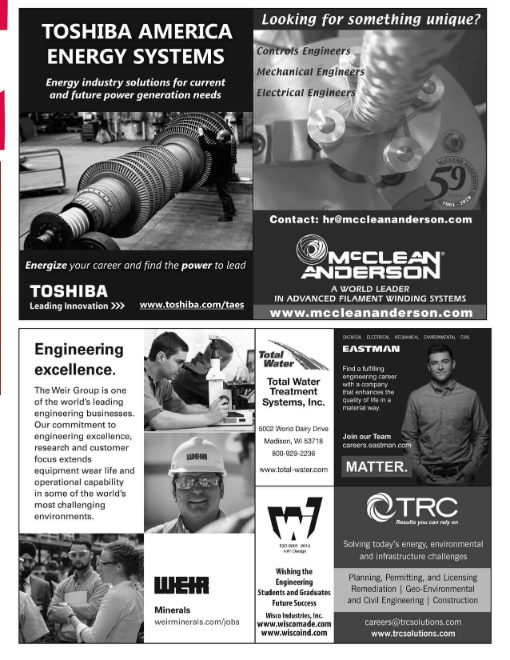 TOSHIBA AMERICA
ENERGY SYSTEMS
Energy industry solutions for current
and future power generation needs
Energize your career and find the power to lead
TOSHIBA
Leading Innovation >>>
www.toshiba.com/taes
Looking for something unique?
Controls Engineers
Mechanical Engineers
Electrical Engineers
McCLEAN ANDERSON
59
1961 - 2020
Contact: hr@mccleananderson.com
McCLEAN
ANDERSON
A WORLD LEADER
IN ADVANCED FILAMENT WINDING SYSTEMS
www.mccleananderson.com
Engineering
excellence.
The Weir Group is one
of the world's leading
engineering businesses.
Our commitment to
engineering excellence,
research and customer
focus extends
equipment wear life and
operational capability
in some of the world's
most challenging
environments.
WEIR
WEIR
Minerals
weirminerals.com/jobs
Total
Water
Total Water
Treatment
Systems, Inc.
5002 World Dairy Drive
Madison, WI 53718
800-929-2236
www.total-water.com
W
ISO 9001 2015
with Design
Wishing the
Engineering
Students and Graduates
Future Success
Wisco Industries, Inc.
www.wiscomade.com
www.wiscoind.com
CHEMICAL | ELECTRICAL | MECHANICAL | ENVIRONMENTAL | CIVIL
EASTMAN
Find a fulfilling
engineering career
with a company
that enhances the
quality of life in a
material way.
Join our Team
careers.eastman.com
MATTER.
TRC
Results you can rely on
Solving today's energy, environmental
and infrastructure challenges
Planning, Permitting, and Licensing
Remediation | Geo-Environmental
and Civil Engineering | Construction
careers@trcsolutions.com
www.trcsolutions.com